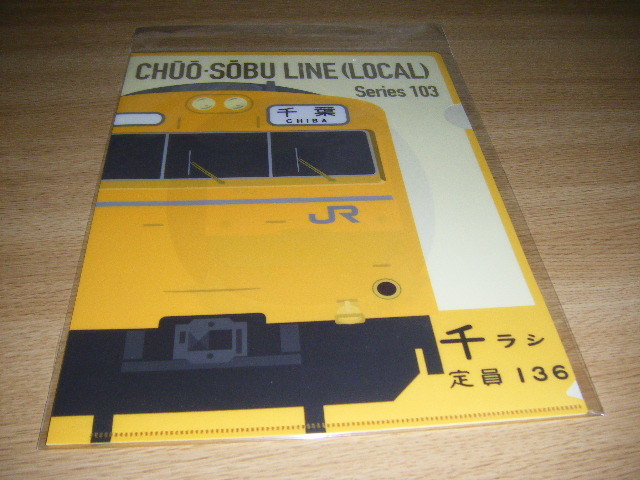 CHŪŌ·SŌBU LINE (LOCAL)
Series 103
千葉
CHIBA
JR
千ラシ
定員 136